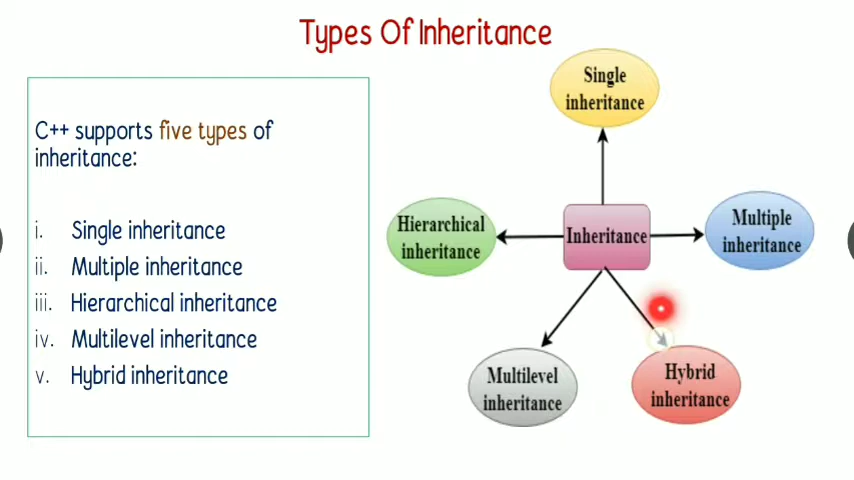 Types Of Inheritance
C++ supports five types of
inheritance:
i. Single inheritance
ii. Multiple inheritance
iii. Hierarchical inheritance
iv. Multilevel inheritance
v. Hybrid inheritance
Single
inheritance
Hierarchical
inheritance
Inheritance
Multiple
inheritance
Multilevel
inheritance
Hybrid
inheritance